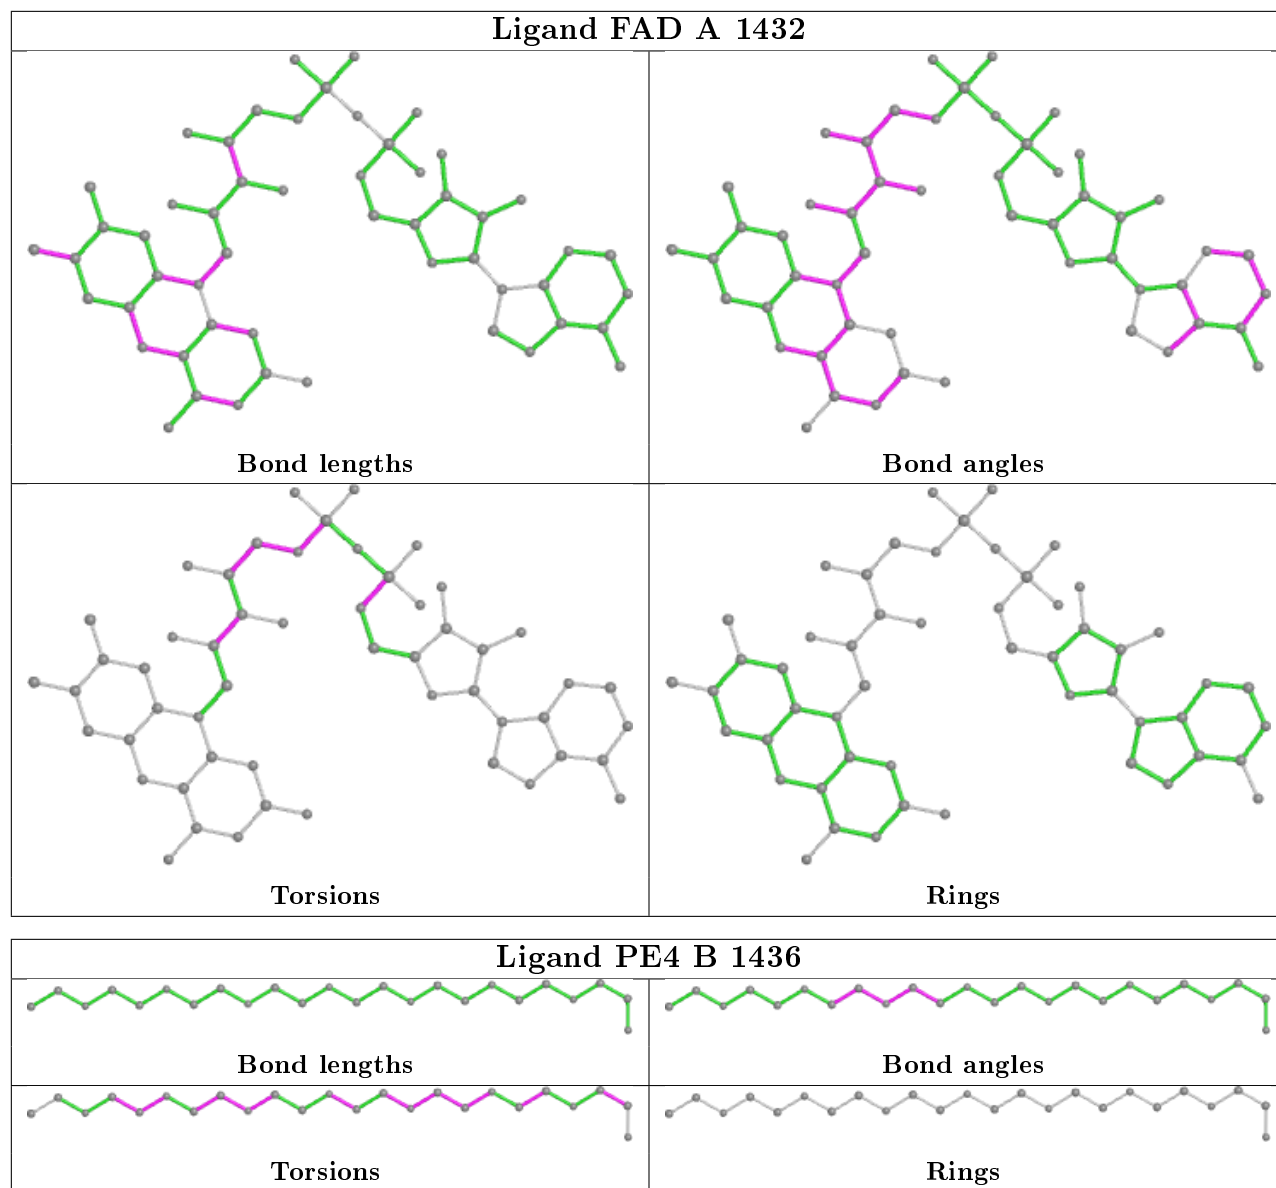 Ligand FAD A 1432
Bond lengths
Bond angles
Torsions
Rings
Ligand PE4 B 1436
Bond lengths
Bond angles
Torsions
Rings